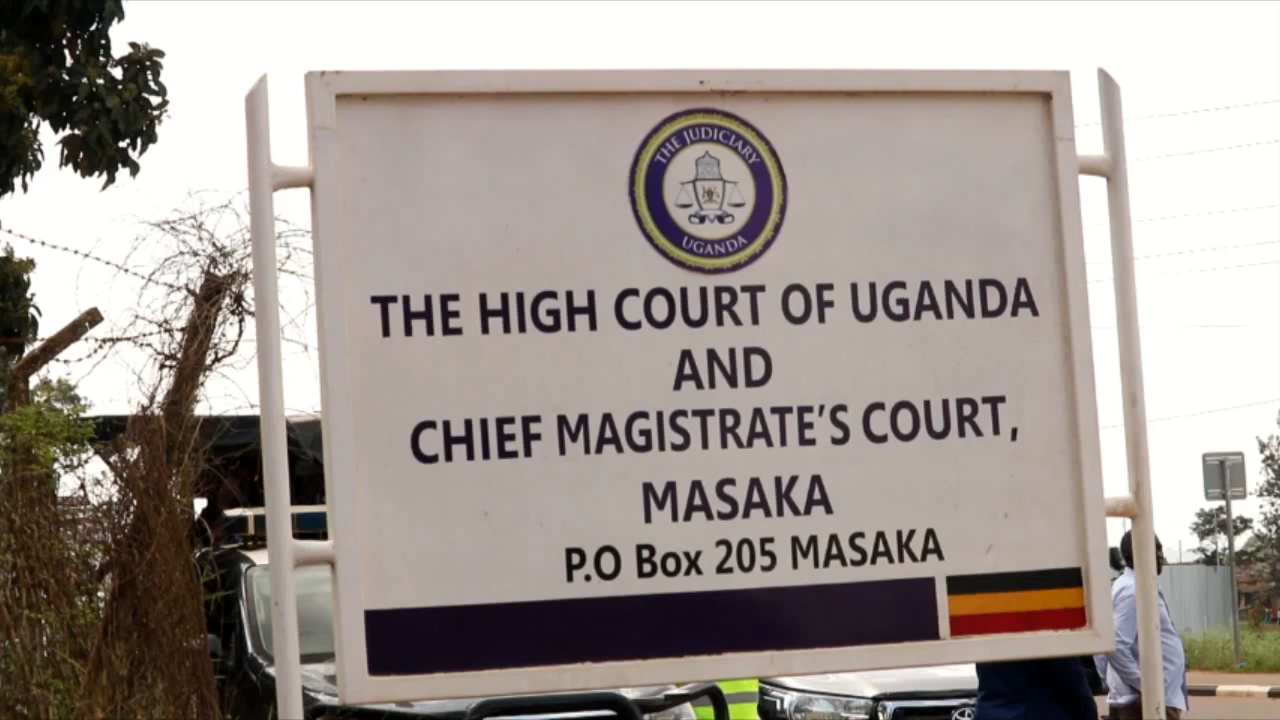 THE JUDICIARY
UGANDA
THE HIGH COURT OF UGANDA
AND
CHIEF MAGISTRATE'S COURT,
MASAKA
P.O Box 205 MASAKA